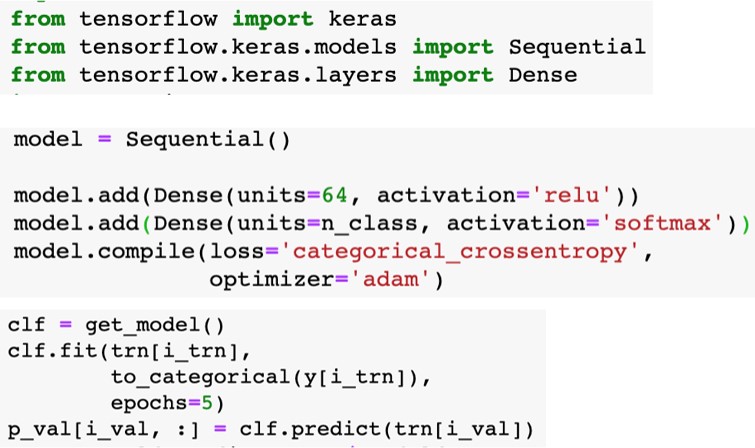 from tensorflow import keras
from tensorflow.keras.models import Sequential
from tensorflow.keras.layers import Dense
model = Sequential()
model.add(Dense(units=64, activation='relu'))
model.add(Dense(units=n_class, activation='softmax'))
model.compile(loss='categorical_crossentropy',
optimizer='adam')
clf = get_model()
clf.fit(trn[i_trn],
to_categorical(y[i_trn]),
epochs=5)
p_val[i_val, :] = clf.predict(trn[i_val])